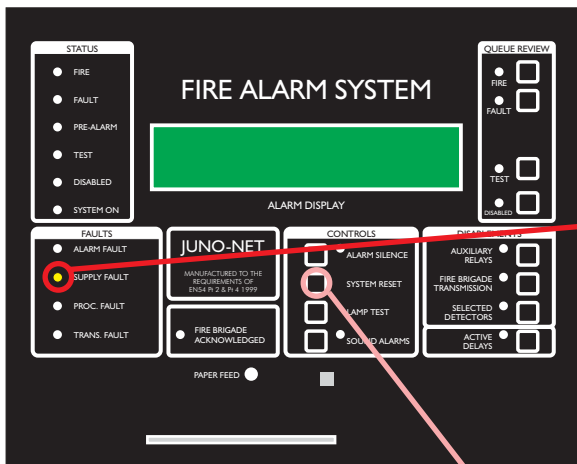 STATUS
FIRE
FAULT
PRE-ALARM
TEST
DISABLED
SYSTEM ON
FIRE ALARM SYSTEM
ALARM DISPLAY
QUEUE REVIEW
FIRE
FAULT
TEST
DISABLED
FAULTS
ALARM FAULT
SUPPLY FAULT
PROC. FAULT
TRANS. FAULT
JUNO-NET
MANUFACTURED TO THE
REQUIREMENTS OF
EN54 Pt 2 & Pt 4 1999
FIRE BRIGADE
ACKNOWLEDGED
CONTROLS
ALARM SILENCE
SYSTEM RESET
LAMP TEST
SOUND ALARMS
DISABLEMENTS
AUXILIARY
RELAYS
FIRE BRIGADE
TRANSMISSION
SELECTED
DETECTORS
ACTIVE
DELAYS
PAPER FEED